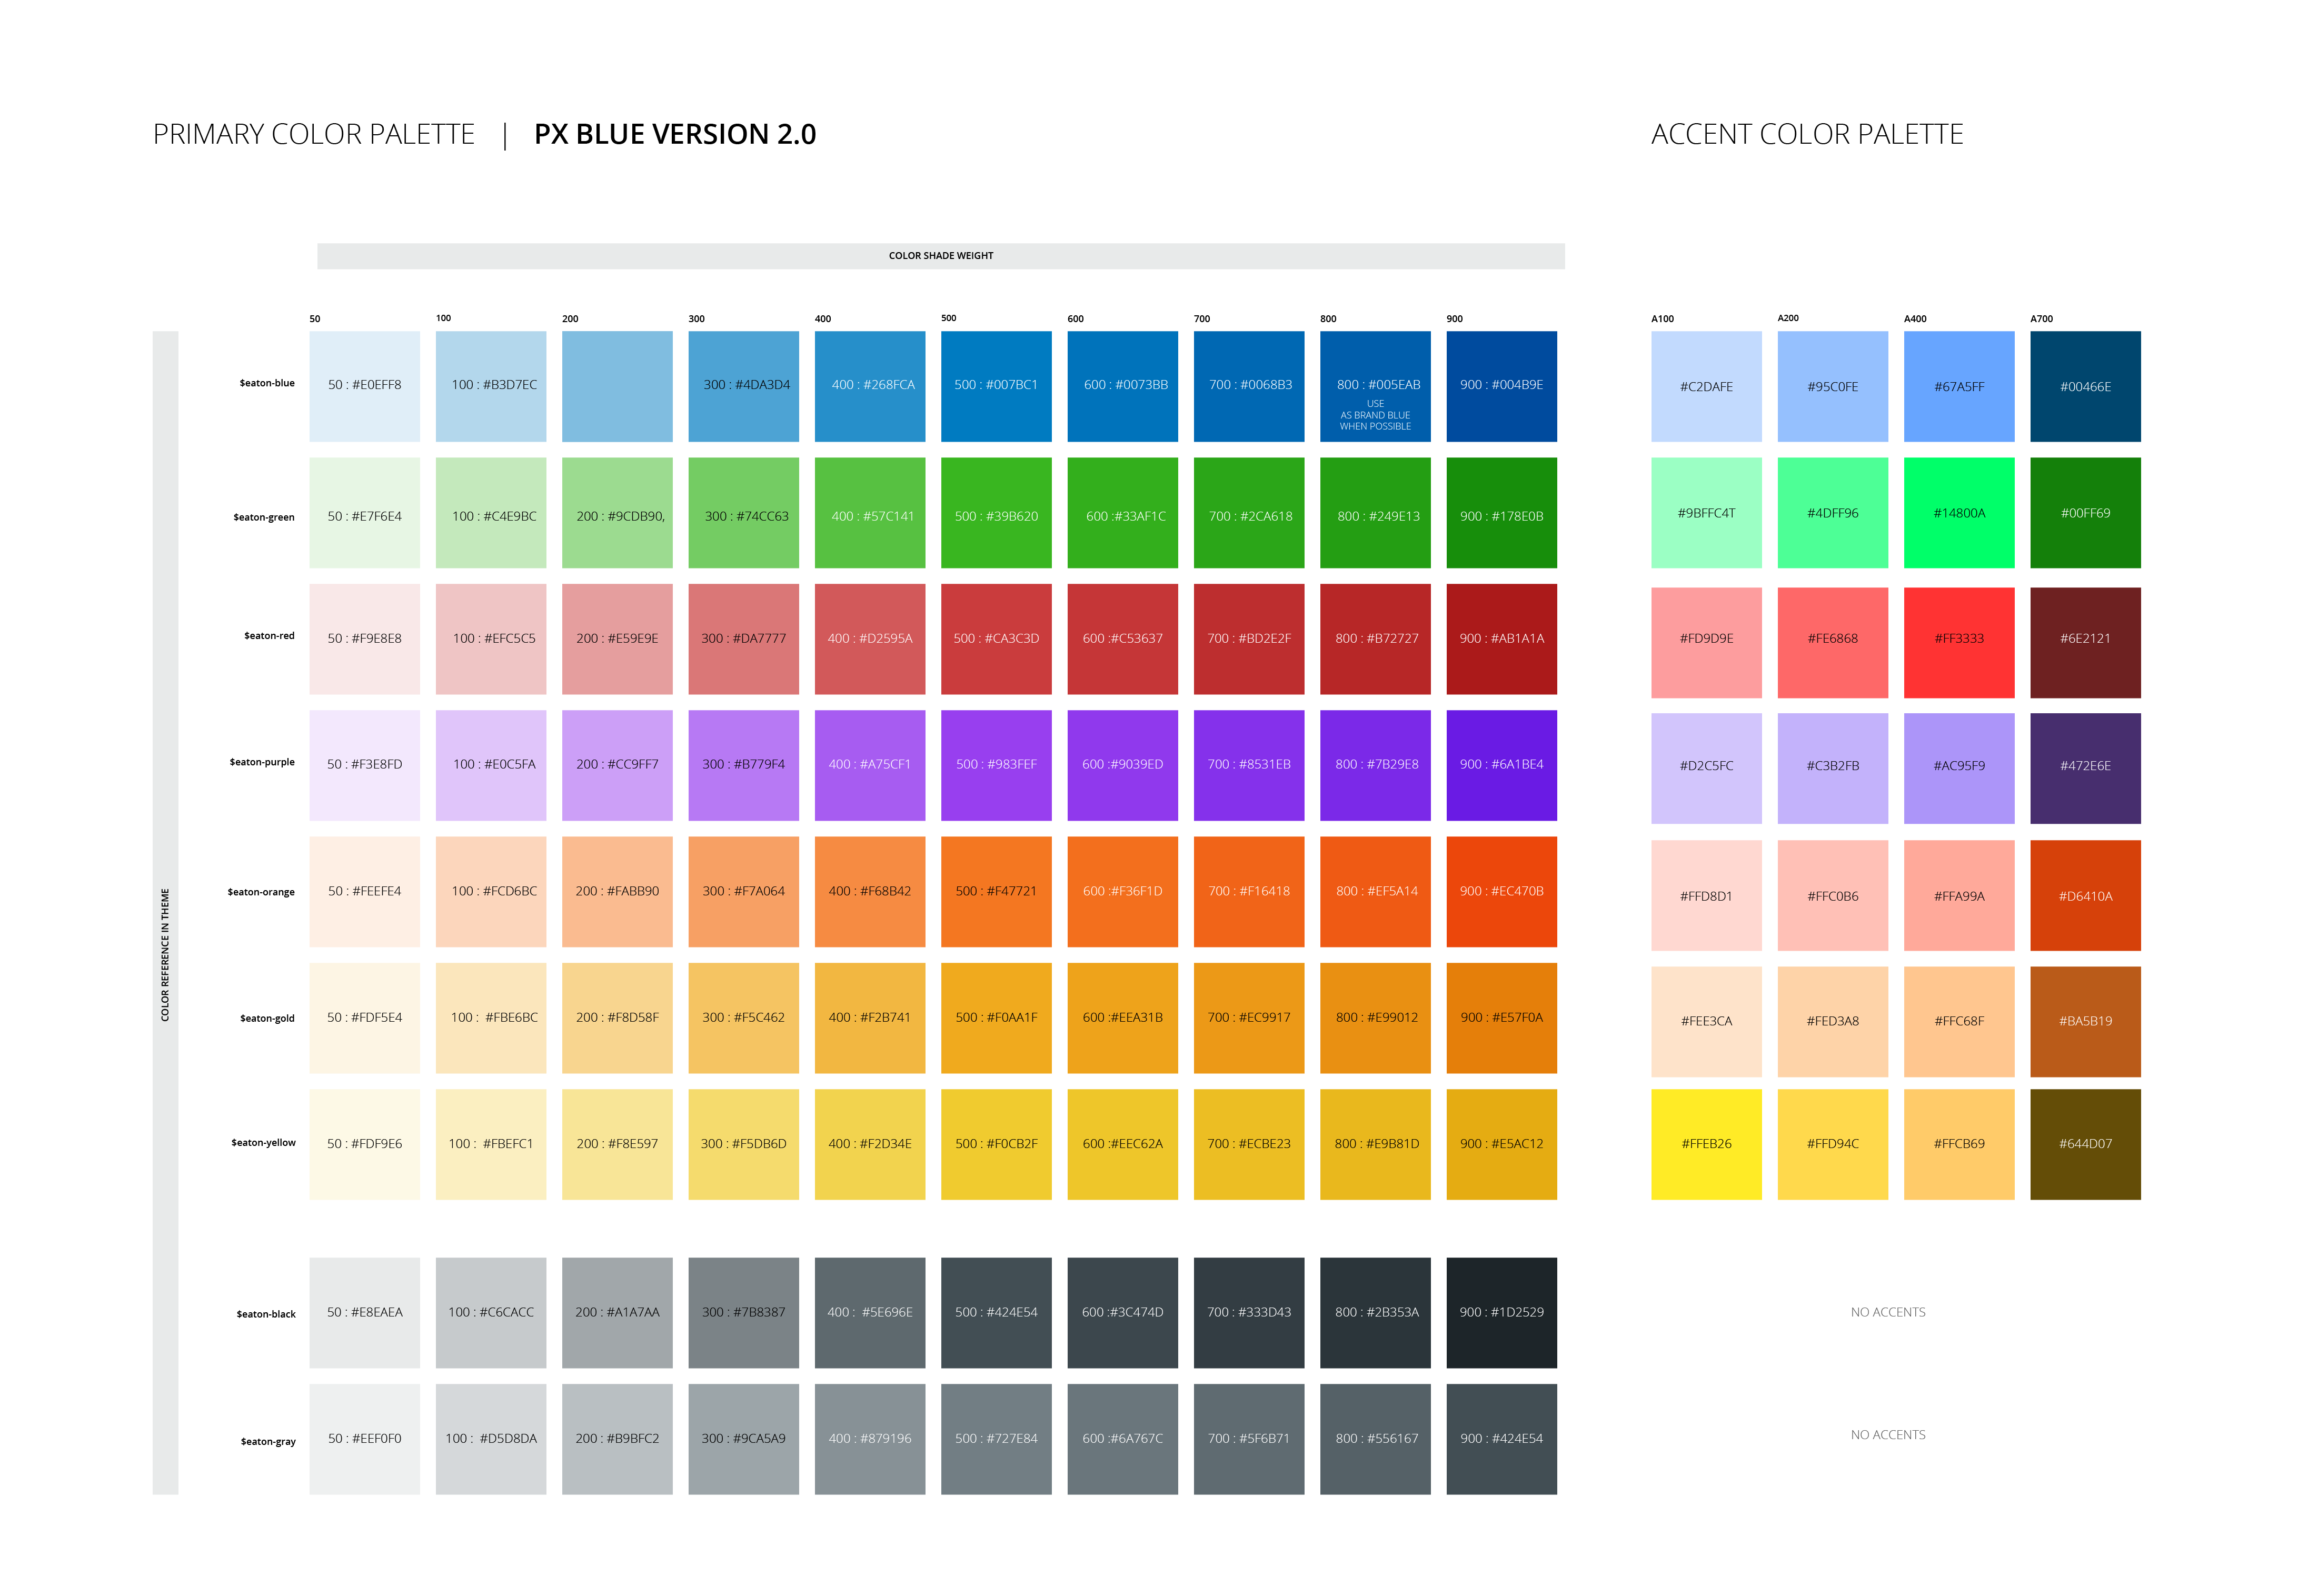 PRIMARY COLOR PALETTE | PX BLUE VERSION 2.0
ACCENT COLOR PALETTE
COLOR SHADE WEIGHT
50 100 200 300 400 500 600 700 800 900
A100 A200 A400 A700
COLOR REFERENCE IN THEME
$eaton-blue
50 : #E0EFF8 100 : #B3D7EC 300 : #4DA3D4 400 : #268FCA 500 : #007BC1 600 : #0073BB 700 : #0068B3 800 : #005EAB 900 : #004B9E
USE
AS BRAND BLUE
WHEN POSSIBLE
#C2DAFE #95C0FE #67A5FF #00466E
$eaton-green
50 : #E7F6E4 100 : #C4E9BC 200 : #9CDB90, 300 : #74CC63 400 : #57C141 500 : #39B620 600 :#33AF1C 700 : #2CA618 800 : #249E13 900 : #178E0B
#9BFFC4T #4DFF96 #14800A #00FF69
$eaton-red
50 : #F9E8E8 100 : #EFC5C5 200 : #E59E9E 300 : #DA7777 400 : #D2595A 500 : #CA3C3D 600 :#C53637 700 : #BD2E2F 800 : #B72727 900 : #AB1A1A
#FD9D9E #FE6868 #FF3333 #6E2121
$eaton-purple
50 : #F3E8FD 100 : #E0C5FA 200 : #CC9FF7 300 : #B779F4 400 : #A75CF1 500 : #983FEF 600 :#9039ED 700 : #8531EB 800 : #7B29E8 900 : #6A1BE4
#D2C5FC #C3B2FB #AC95F9 #472E6E
$eaton-orange
50 : #FEEFE4 100 : #FCD6BC 200 : #FABB90 300 : #F7A064 400 : #F68B42 500 : #F47721 600 :#F36F1D 700 : #F16418 800 : #EF5A14 900 : #EC470B
#FFD8D1 #FFC0B6 #FFA99A #D6410A
$eaton-gold
50 : #FDF5E4 100 : #FBE6BC 200 : #F8D58F 300 : #F5C462 400 : #F2B741 500 : #F0AA1F 600 :#EEA31B 700 : #EC9917 800 : #E99012 900 : #E57F0A
#FEE3CA #FED3A8 #FFC68F #BA5B19
$eaton-yellow
50 : #FDF9E6 100 : #FBEFC1 200 : #F8E597 300 : #F5DB6D 400 : #F2D34E 500 : #F0CB2F 600 :#EEC62A 700 : #ECBE23 800 : #E9B81D 900 : #E5AC12
#FFEB26 #FFD94C #FFCB69 #644D07
$eaton-black
50 : #E8EAEA 100 : #C6CACC 200 : #A1A7AA 300 : #7B8387 400 : #5E696E 500 : #424E54 600 :#3C474D 700 : #333D43 800 : #2B353A 900 : #1D2529
NO ACCENTS
$eaton-gray
50 : #EEF0F0 100 : #D5D8DA 200 : #B9BFC2 300 : #9CA5A9 400 : #879196 500 : #727E84 600 :#6A767C 700 : #5F6B71 800 : #556167 900 : #424E54
NO ACCENTS